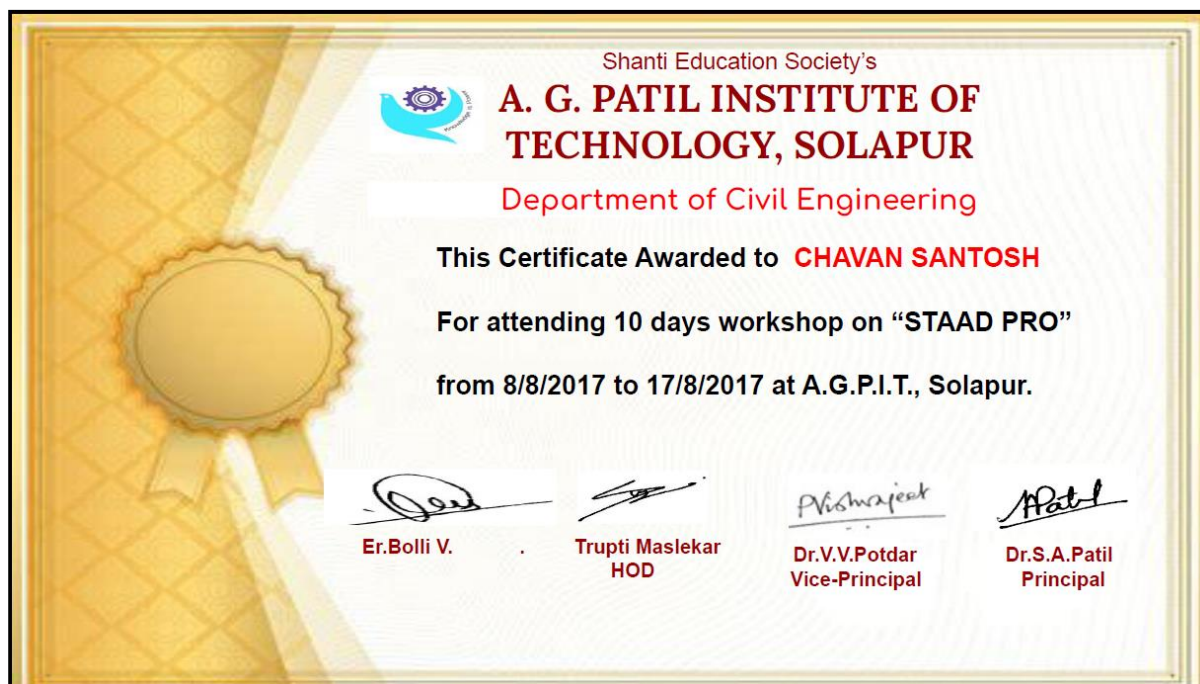 Shanti Education Society's
A. G. PATIL INSTITUTE OF
TECHNOLOGY, SOLAPUR
Department of Civil Engineering
This Certificate Awarded to CHAVAN SANTOSH
For attending 10 days workshop on “STAAD PRO”
from 8/8/2017 to 17/8/2017 at A.G.P.I.T., Solapur.
PVishwajeet
APatil
Er.Bolli V. .
Trupti Maslekar
HOD
Dr.V.V.Potdar
Vice-Principal
Dr.S.A.Patil
Principal